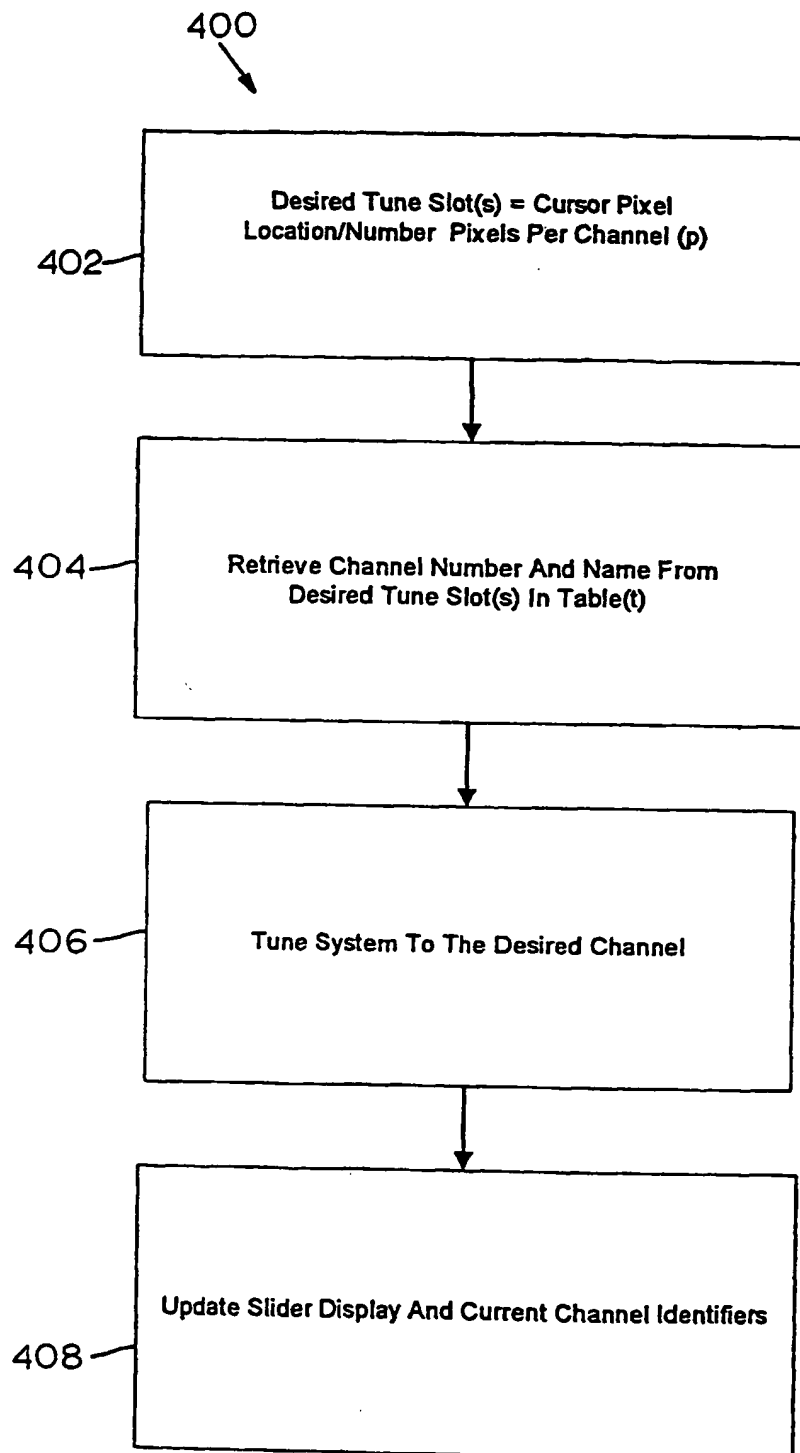 400
Desired Tune Slot(s) = Cursor Pixel
Location/Number Pixels Per Channel (p)
402
404
Retrieve Channel Number And Name From
Desired Tune Slot(s) In Table(t)
406
Tune System To The Desired Channel
Update Slider Display And Current Channel Identifiers
408